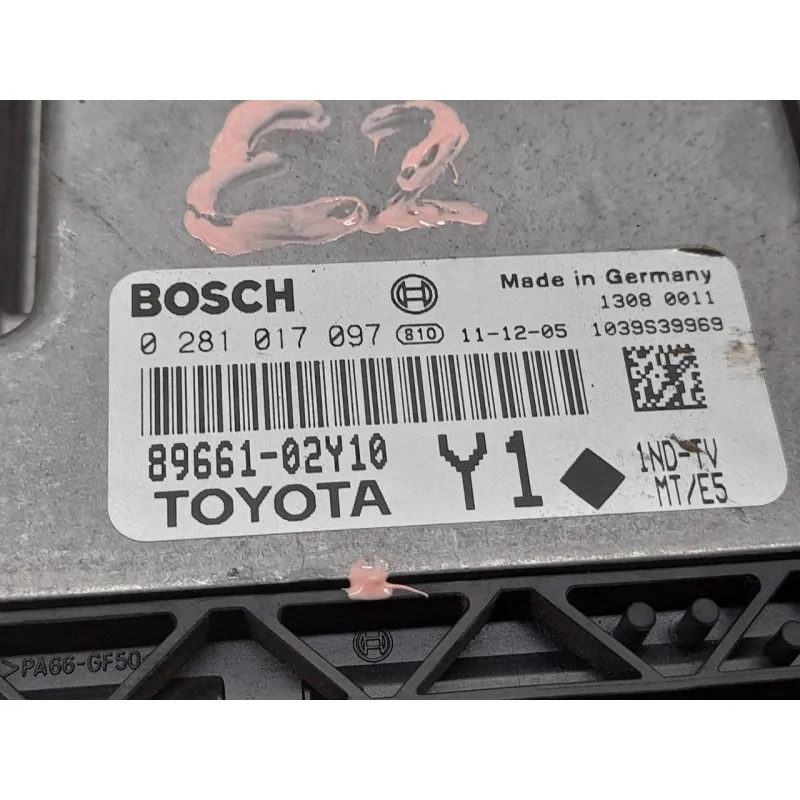 E2
BOSCH
Made in Germany
1308 0011
0 281 017 097 810 11-12-05 1039S39969
89661-02Y10
TOYOTA
Y1
1ND-TV
MT/E5
>PA66-GF50